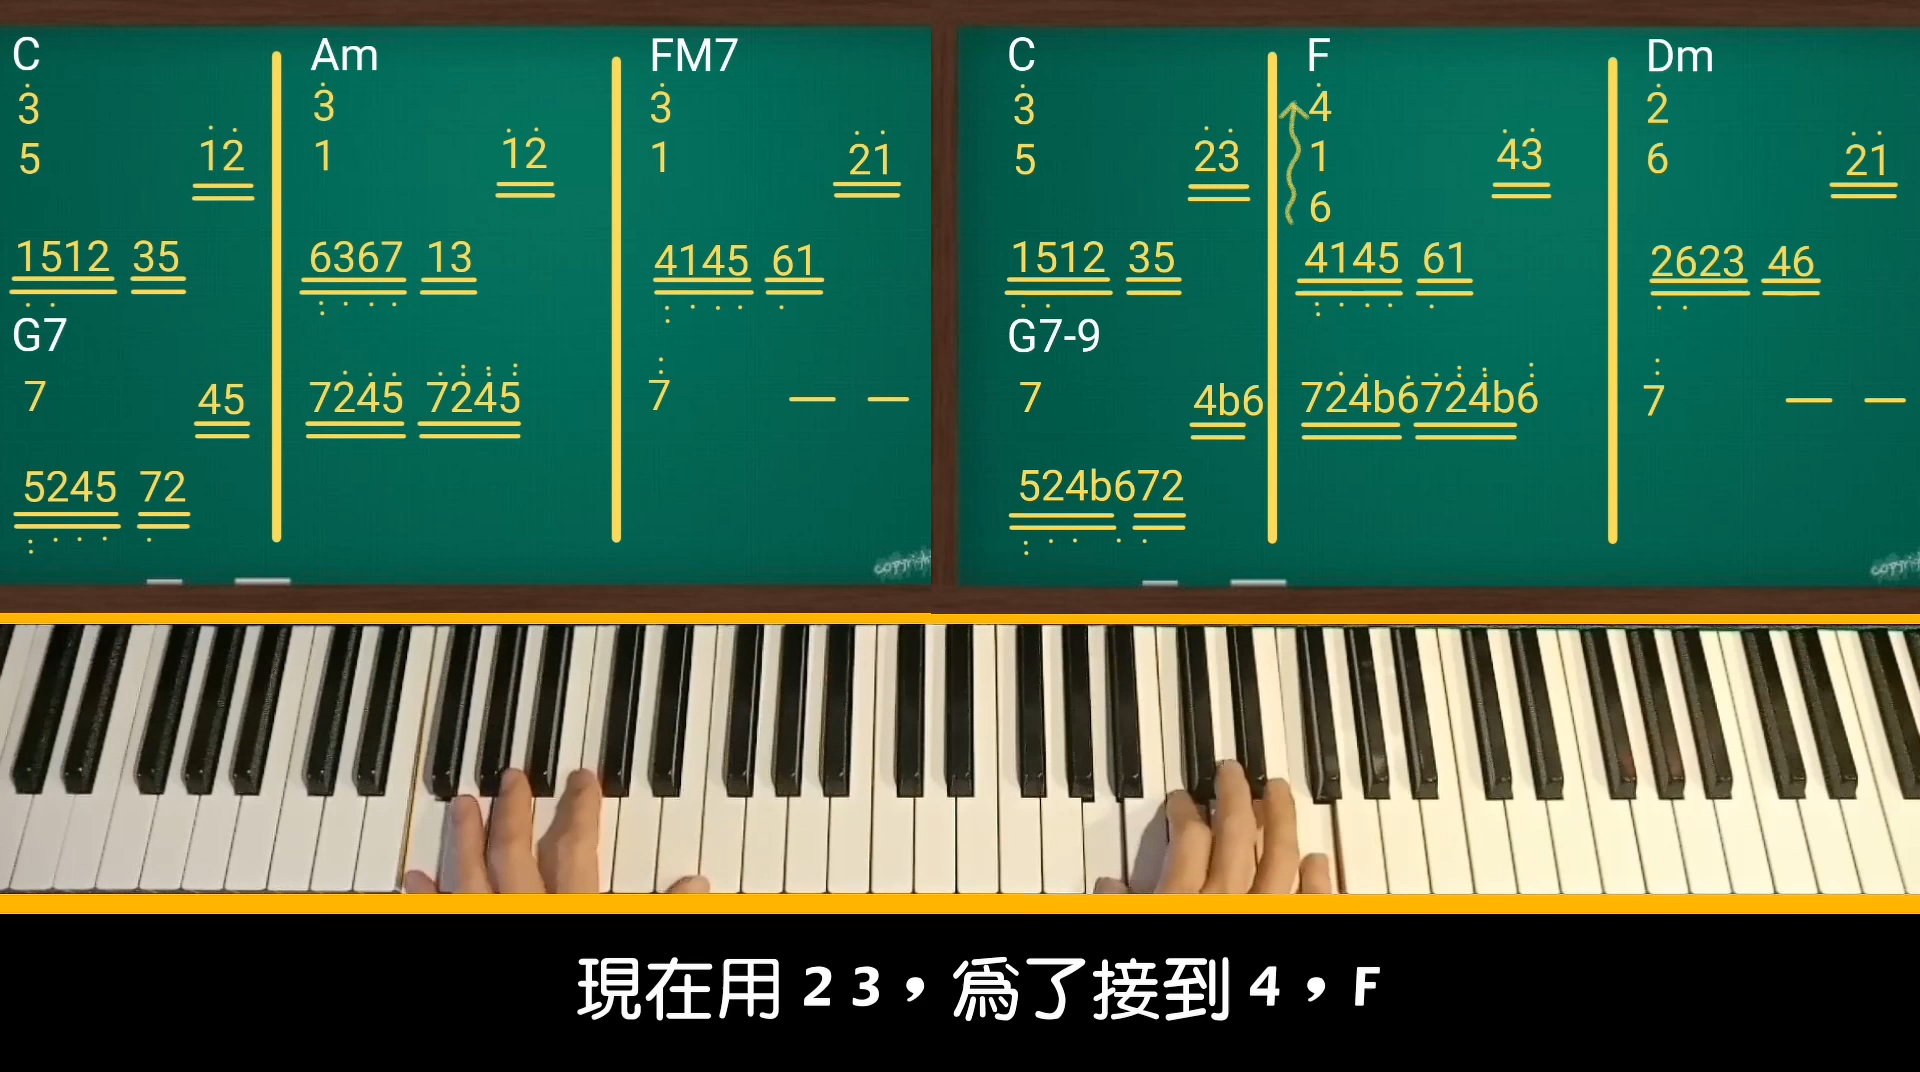 C Am FM7
3 3 3
5 12 1 12 1 21
1512 35 6367 13 4145 61
G7
7 45 7245 7245 7 — —
5245 72
copyright
C F Dm
3 4 2
5 23 1 43 6 21
6
1512 35 4145 61 2623 46
G7-9
7 4b6 724b6724b6 7 — —
524b672
現在用 2 3，為了接到 4，F